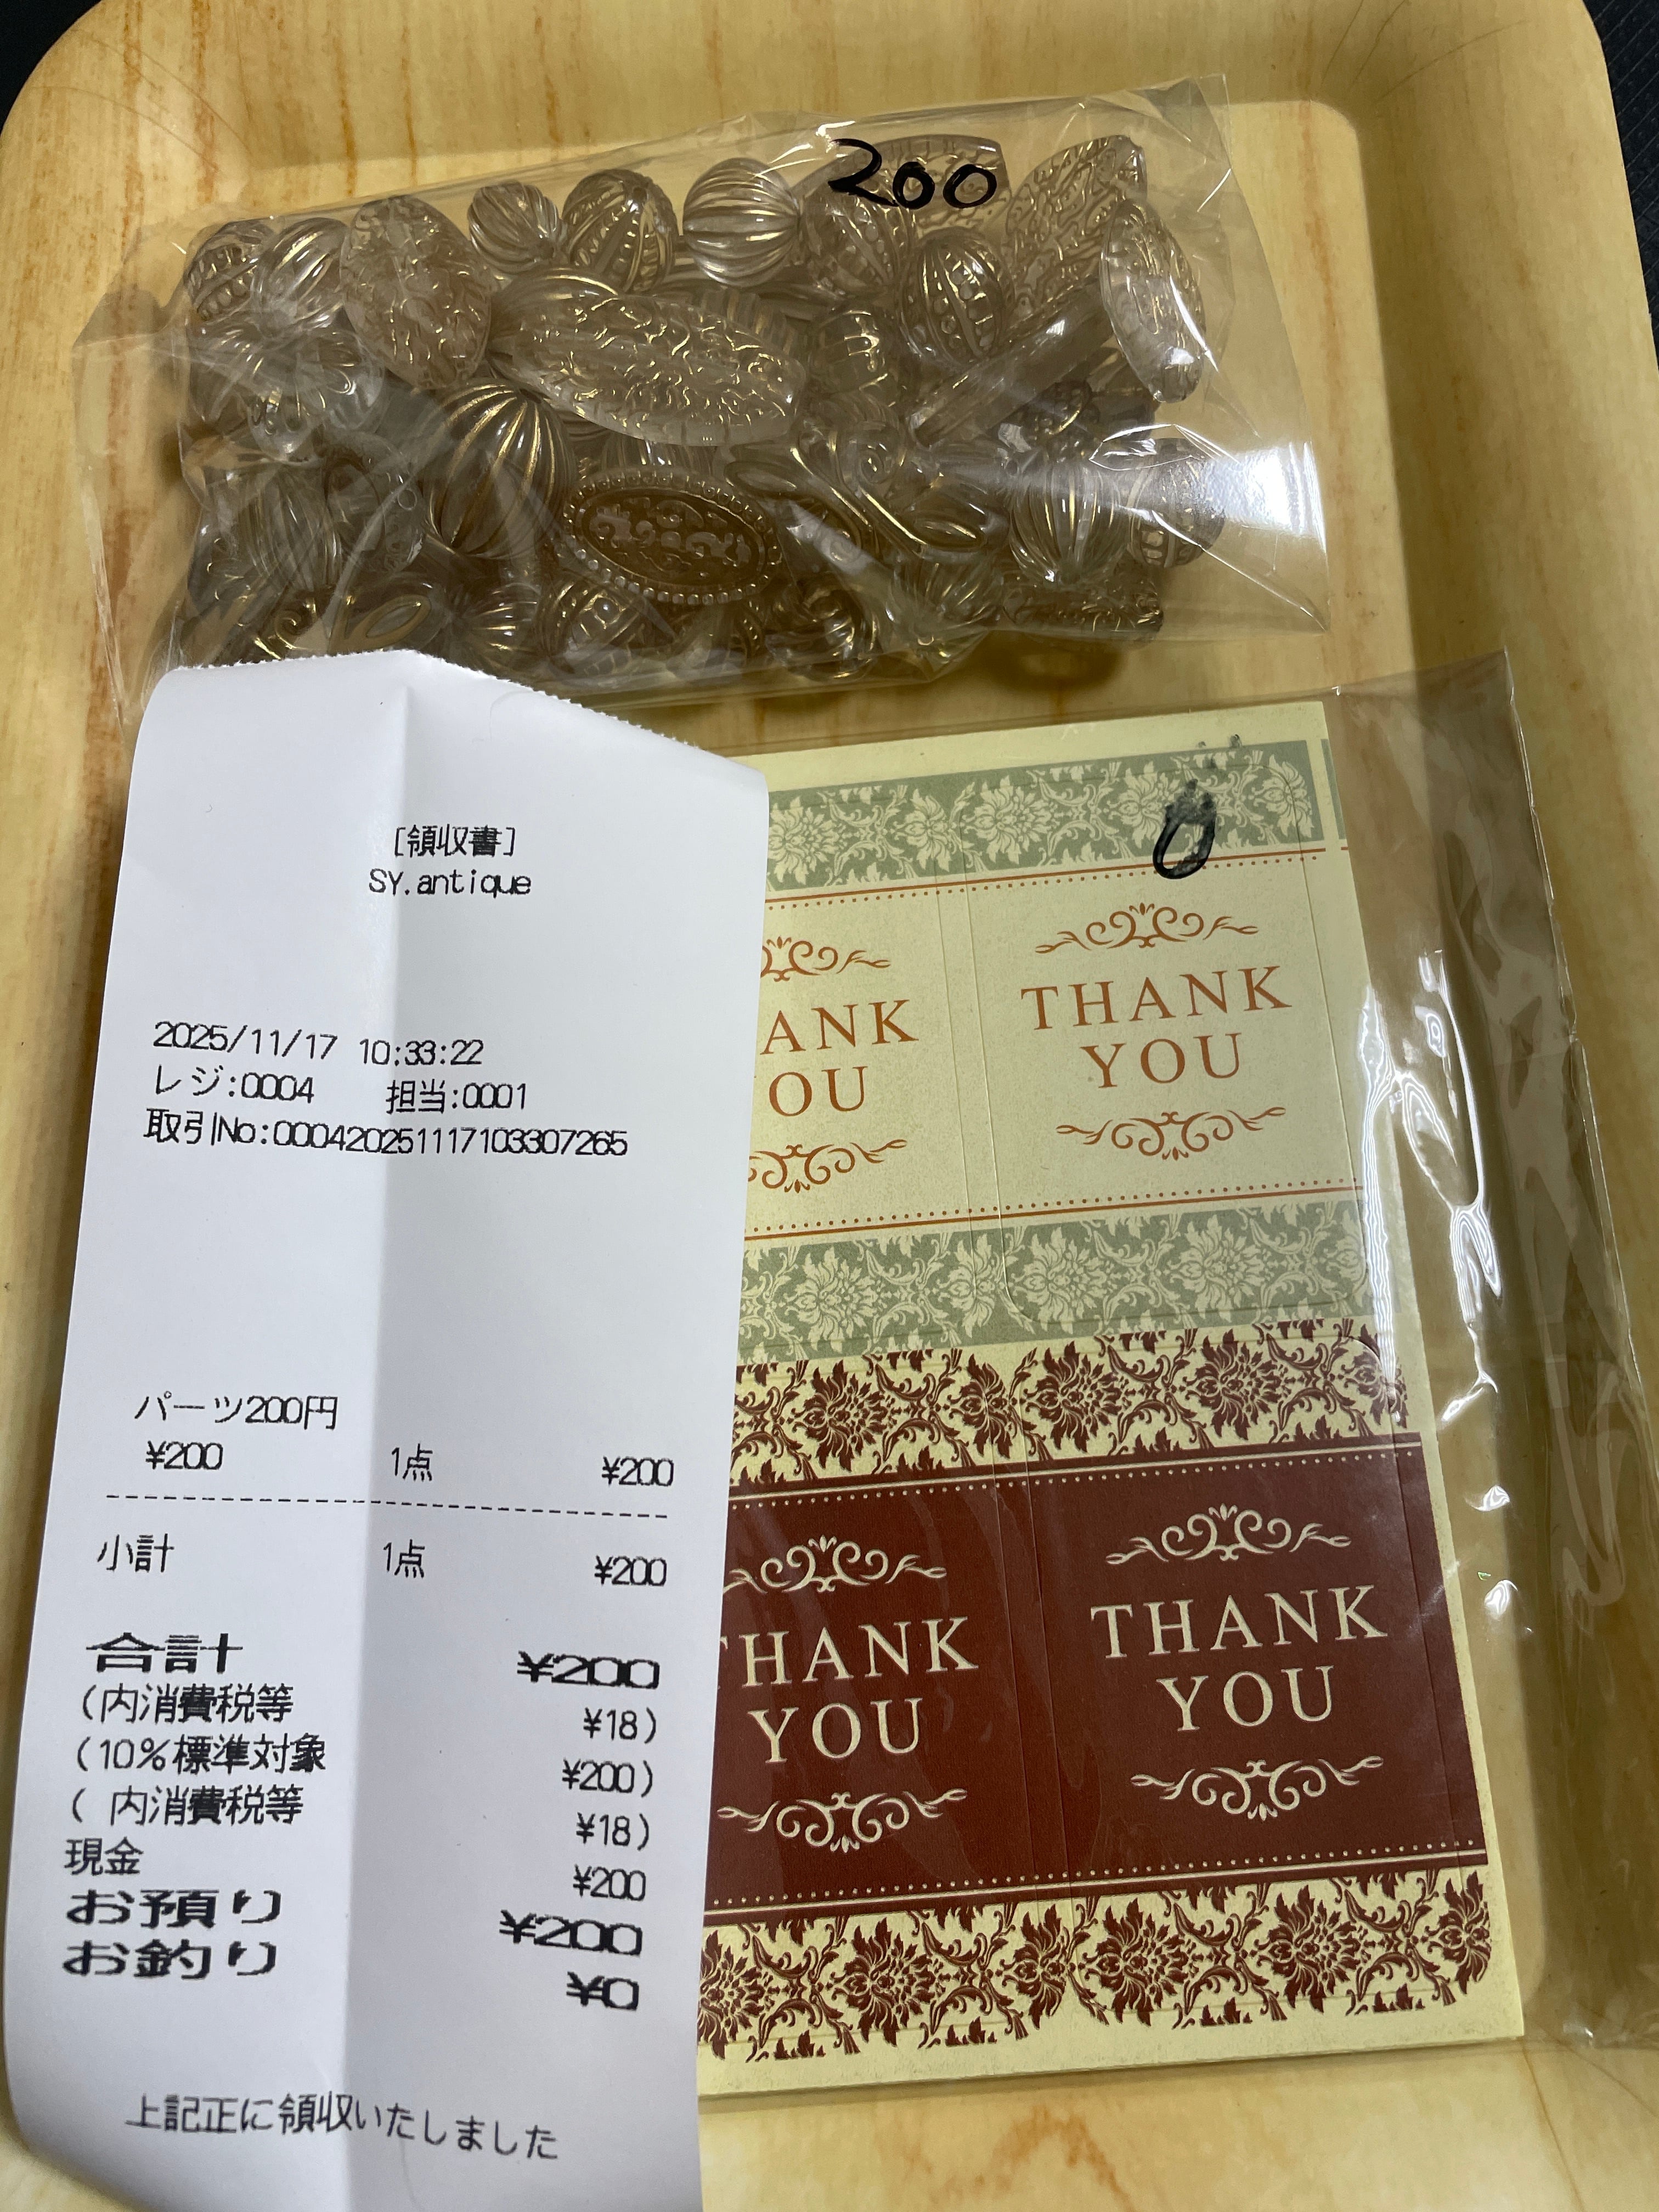 200
[領収書]
SY.antique
2025/11/17 10:33:22
レジ:0004 担当:0001
取引No:00042025111710330​7265
パーツ200円
¥200 1点 ¥200
小計 1点 ¥200
合計 ¥200
(内消費税等 ¥18)
(10%標準対象 ¥200)
( 内消費税等 ¥18)
現金 ¥200
お預り ¥200
お釣り ¥0
上記正に領収いたしました
0
ANK
OU
THANK
YOU
THANK
YOU
THANK
YOU